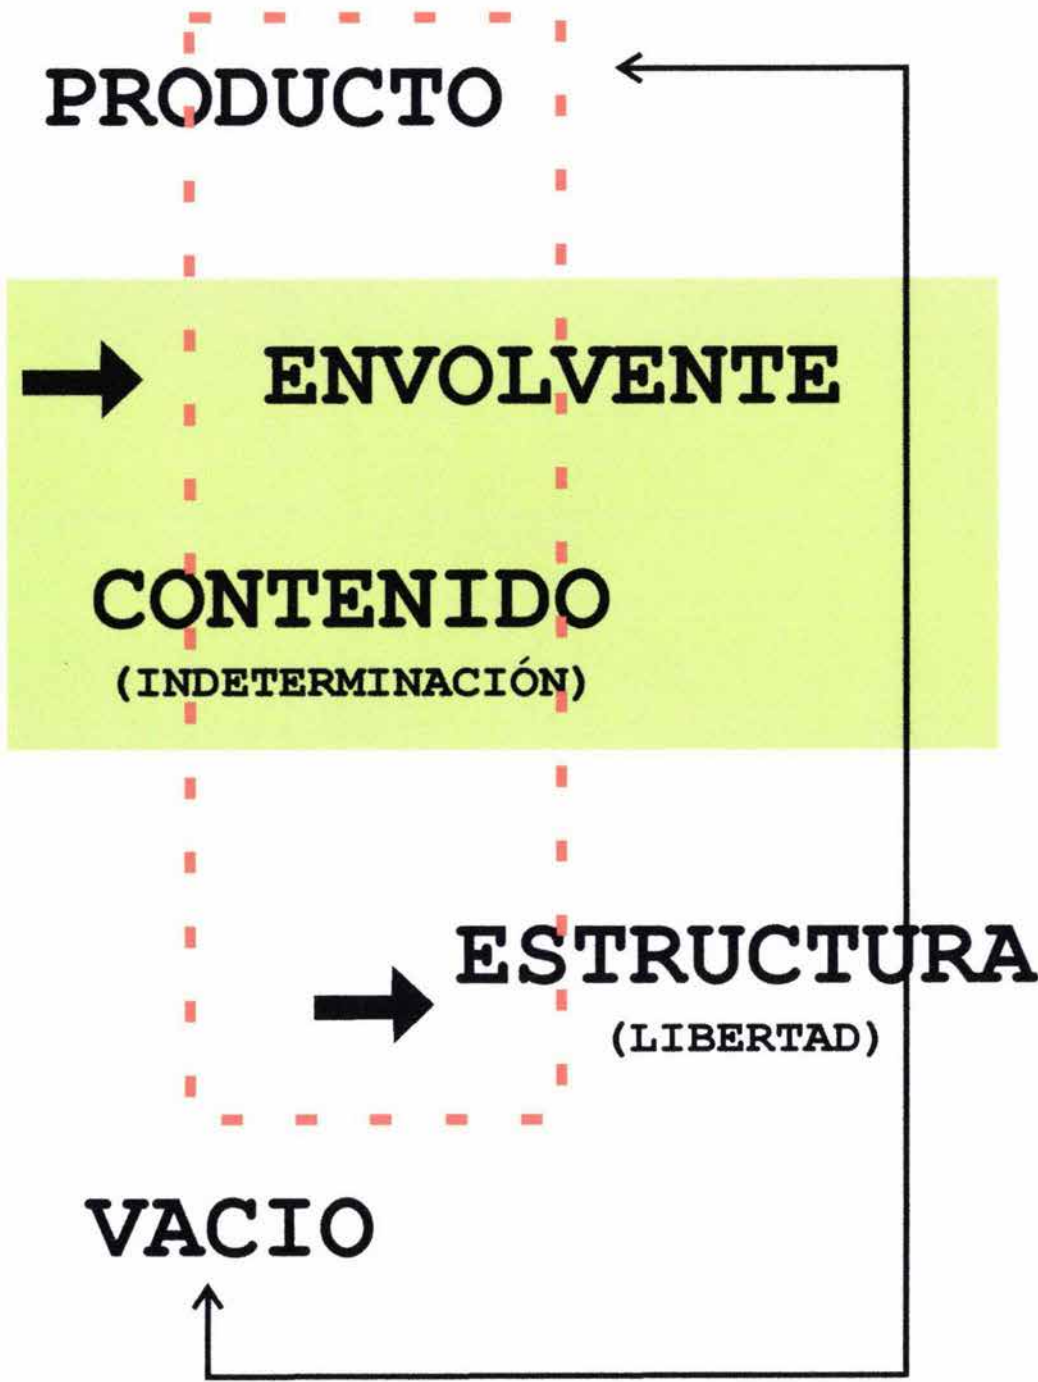 PRODUCTO
ENVOLVENTE
CONTENIDO
(INDETERMINACIÓN)
ESTRUCTURA
(LIBERTAD)
VACIO